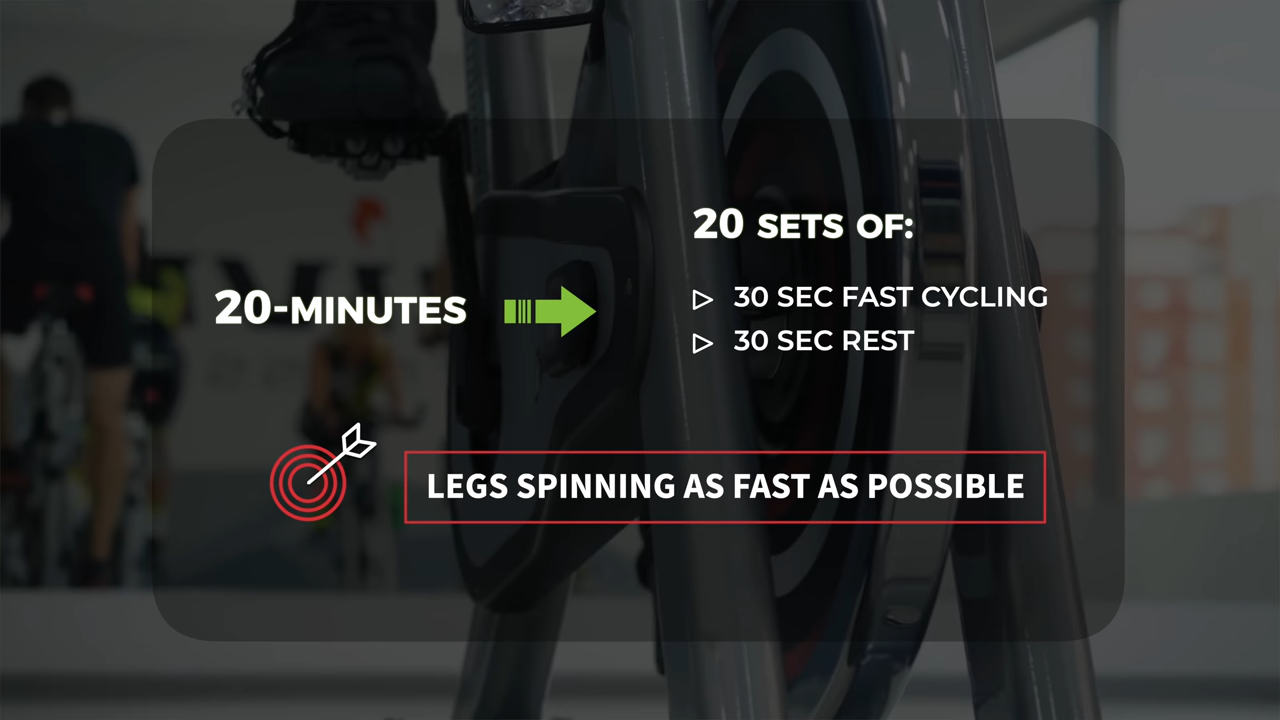 20-MINUTES
20 SETS OF:
30 SEC FAST CYCLING
30 SEC REST
LEGS SPINNING AS FAST AS POSSIBLE